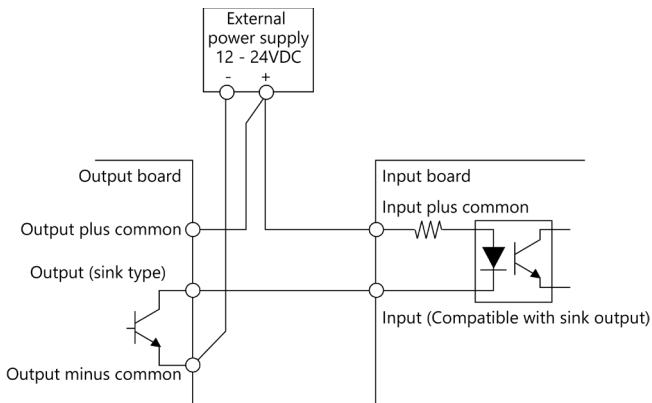 External
power supply
12 - 24VDC
- +
Output board
Input board
Output plus common
Input plus common
Output (sink type)
Input (Compatible with sink output)
Output minus common